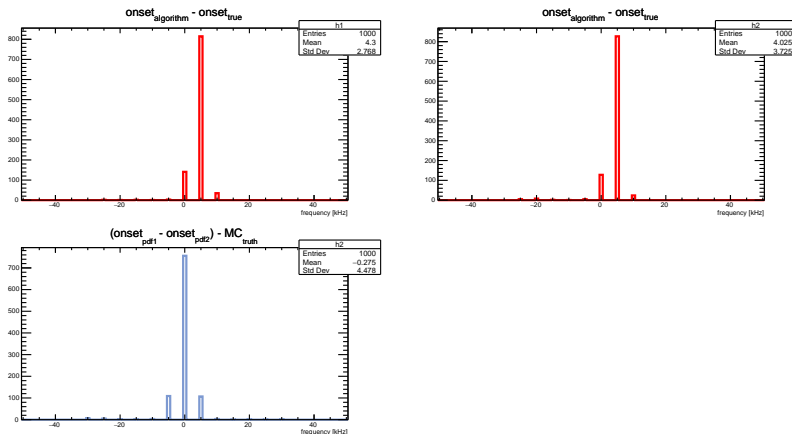 onset_algorithm - onset_true
h1
Entries 1000
Mean 4.3
Std Dev 2.768
800
700
600
500
400
300
200
100
0
−40 −20 0 20 40
frequency [kHz]
onset_algorithm - onset_true
h2
Entries 1000
Mean 4.025
Std Dev 3.725
800
700
600
500
400
300
200
100
0
−40 −20 0 20 40
frequency [kHz]
(onset_pdf1 - onset_pdf2) - MC_truth
h2
Entries 1000
Mean −0.275
Std Dev 4.478
700
600
500
400
300
200
100
0
−40 −20 0 20 40
frequency [kHz]